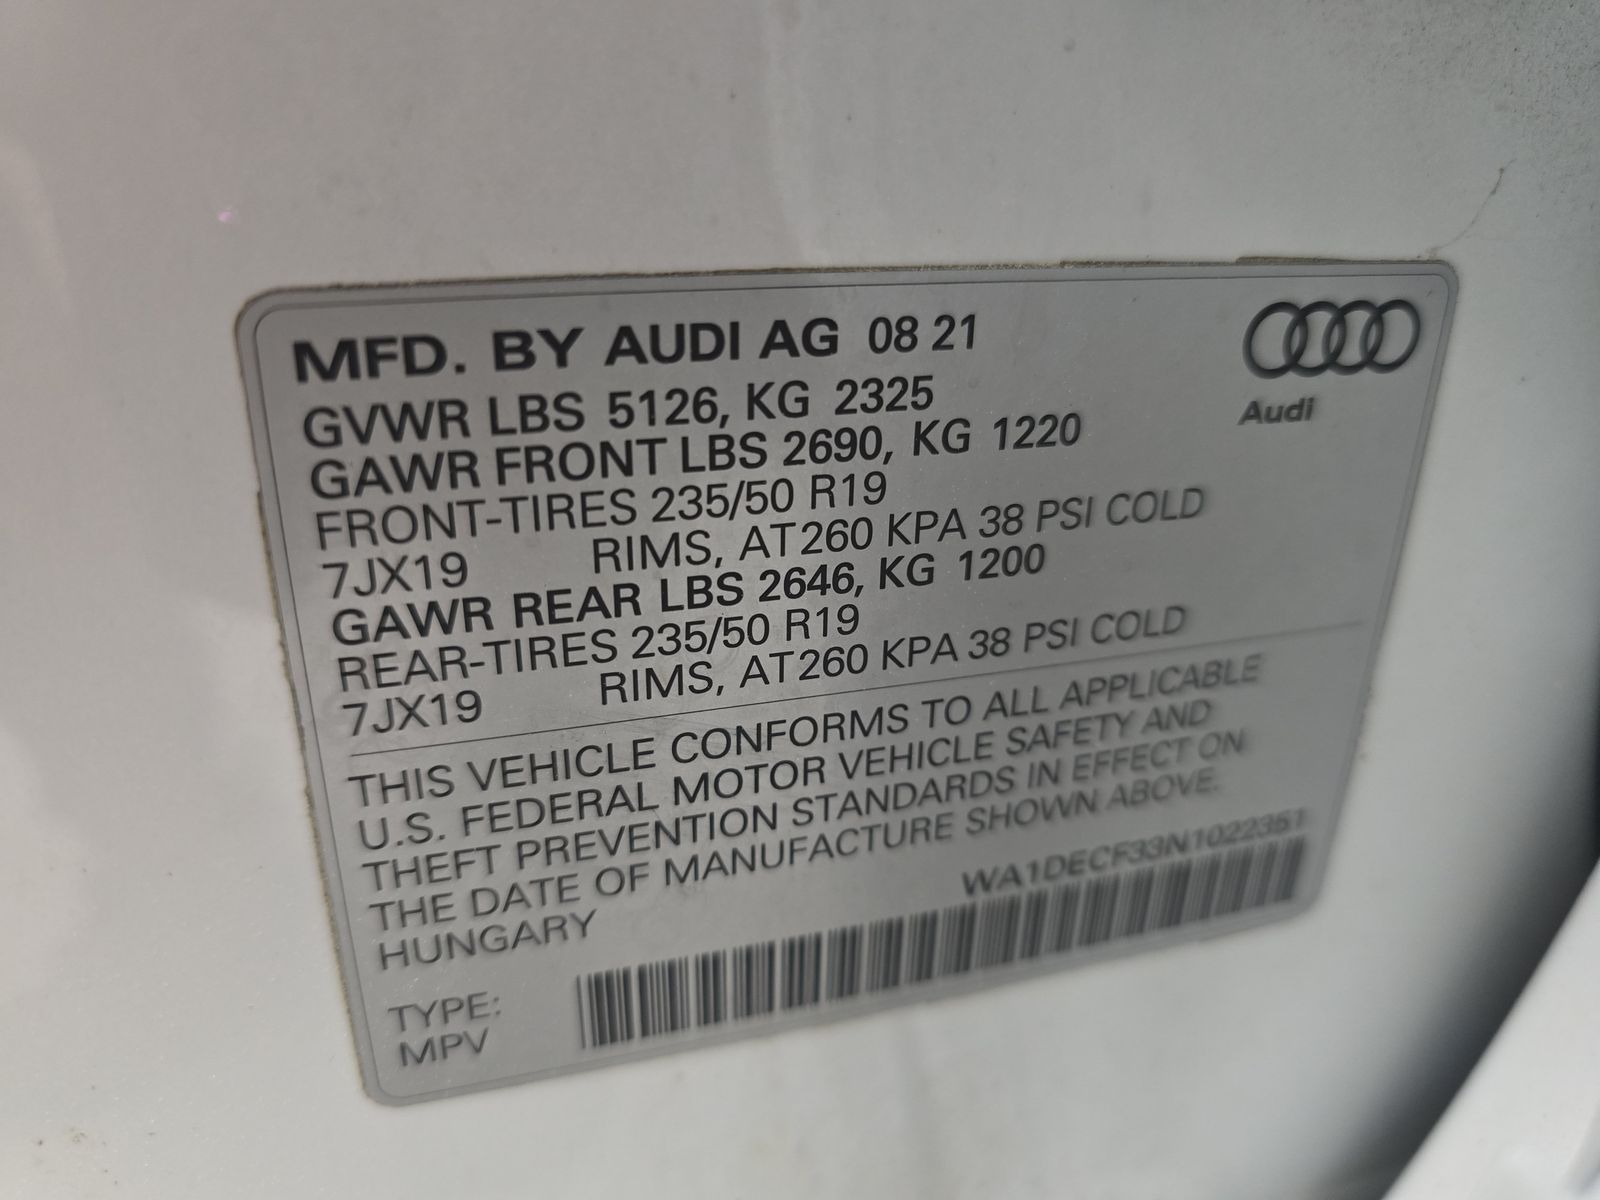 MFD. BY AUDI AG 08 21
Audi
GVWR LBS 5126, KG 2325
GAWR FRONT LBS 2690, KG 1220
FRONT-TIRES 235/50 R19
7JX19 RIMS, AT260 KPA 38 PSI COLD
GAWR REAR LBS 2646, KG 1200
REAR-TIRES 235/50 R19
7JX19 RIMS, AT260 KPA 38 PSI COLD
THIS VEHICLE CONFORMS TO ALL APPLICABLE
U.S. FEDERAL MOTOR VEHICLE SAFETY AND
THEFT PREVENTION STANDARDS IN EFFECT ON
THE DATE OF MANUFACTURE SHOWN ABOVE.
HUNGARY
WA1DECF33N1022351
TYPE:
MPV